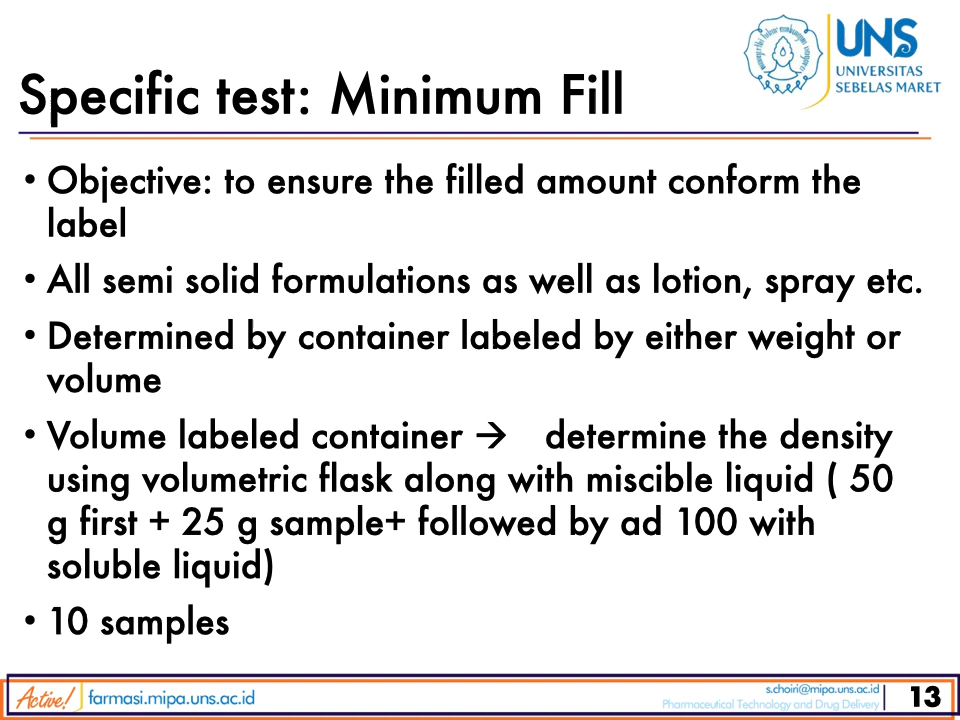 UNS
UNIVERSITAS
SEBELAS MARET
Specific test: Minimum Fill
• Objective: to ensure the filled amount conform the
label
• All semi solid formulations as well as lotion, spray etc.
• Determined by container labeled by either weight or
volume
• Volume labeled container → determine the density
using volumetric flask along with miscible liquid ( 50
g first + 25 g sample+ followed by ad 100 with
soluble liquid)
• 10 samples
Active!
farmasi.mipa.uns.ac.id
s.choiri@mipa.uns.ac.id
Pharmaceutical Technology and Drug Delivery
13